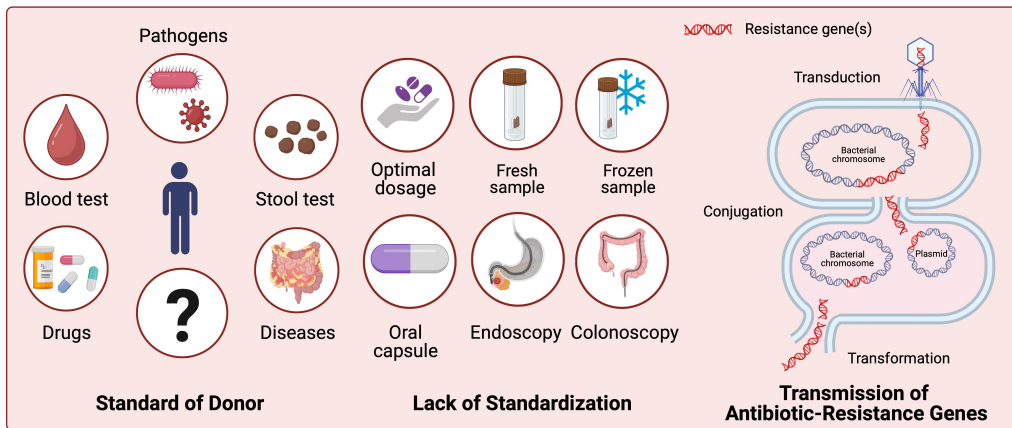 Pathogens
Blood test
Stool test
Drugs
?
Diseases
Standard of Donor
Optimal
dosage
Fresh
sample
Frozen
sample
Oral
capsule
Endoscopy
Colonoscopy
Lack of Standardization
Resistance gene(s)
Transduction
Bacterial
chromosome
Conjugation
Bacterial
chromosome
Plasmid
Transformation
Transmission of
Antibiotic-Resistance Genes